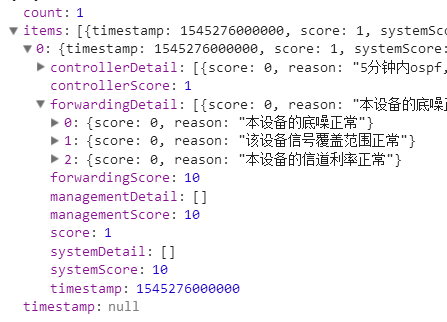 count: 1
▼ items: [{timestamp: 1545276000000, score: 1, systemSco
▼ 0: {timestamp: 1545276000000, score: 1, systemScore:
▶ controllerDetail: [{score: 0, reason: "5分钟内ospf,
controllerScore: 1
▼ forwardingDetail: [{score: 0, reason: "本设备的底噪正
▶ 0: {score: 0, reason: "本设备的底噪正常"}
▶ 1: {score: 0, reason: "该设备信号覆盖范围正常"}
▶ 2: {score: 0, reason: "本设备的信道利率正常"}
forwardingScore: 10
managementDetail: []
managementScore: 10
score: 1
systemDetail: []
systemScore: 10
timestamp: 1545276000000
timestamp: null